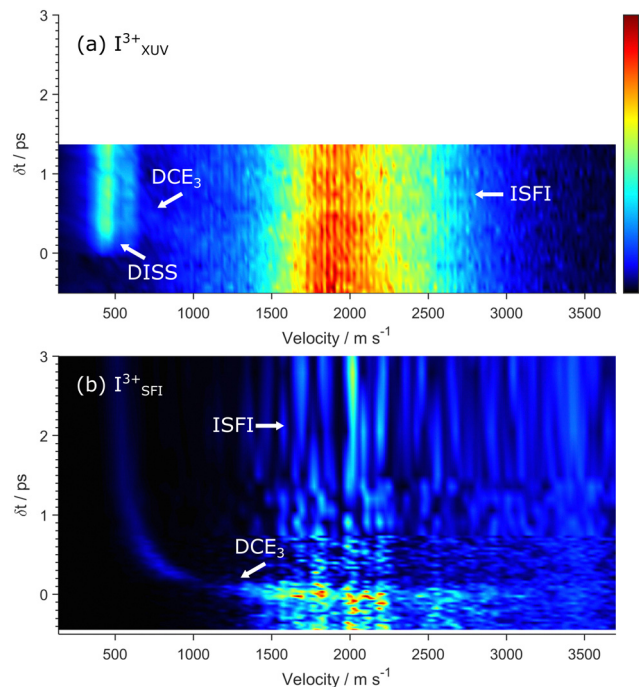 (a) I³⁺XUV
3
2
1
0
δt / ps
DCE₃
DISS
ISFI
500 1000 1500 2000 2500 3000 3500
Velocity / m s⁻¹
(b) I³⁺SFI
3
2
1
0
δt / ps
ISFI
DCE₃
500 1000 1500 2000 2500 3000 3500
Velocity / m s⁻¹